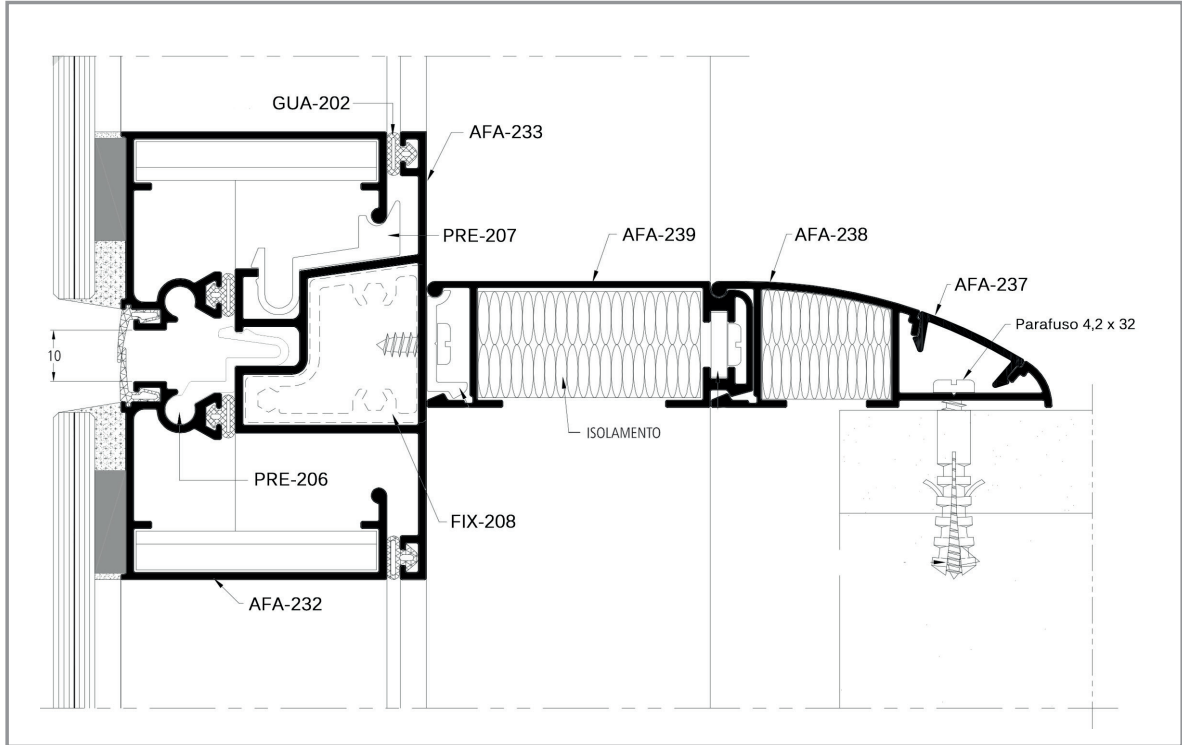 GUA-202
AFA-233
PRE-207
AFA-239
AFA-238
AFA-237
Parafuso 4,2 x 32
10
ISOLAMENTO
PRE-206
FIX-208
AFA-232